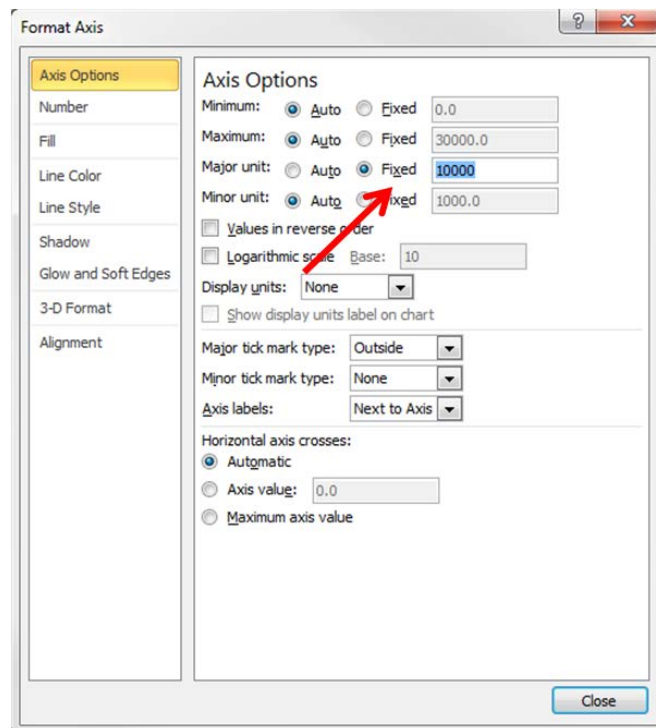 Format Axis
Axis Options
Number
Fill
Line Color
Line Style
Shadow
Glow and Soft Edges
3-D Format
Alignment
Axis Options
Minimum: Auto Fixed 0.0
Maximum: Auto Fixed 30000.0
Major unit: Auto Fixed 10000
Minor unit: Auto Fixed 1000.0
Values in reverse order
Logarithmic scale Base: 10
Display units: None
Show display units label on chart
Major tick mark type: Outside
Minor tick mark type: None
Axis labels: Next to Axis
Horizontal axis crosses:
Automatic
Axis value: 0.0
Maximum axis value
Close